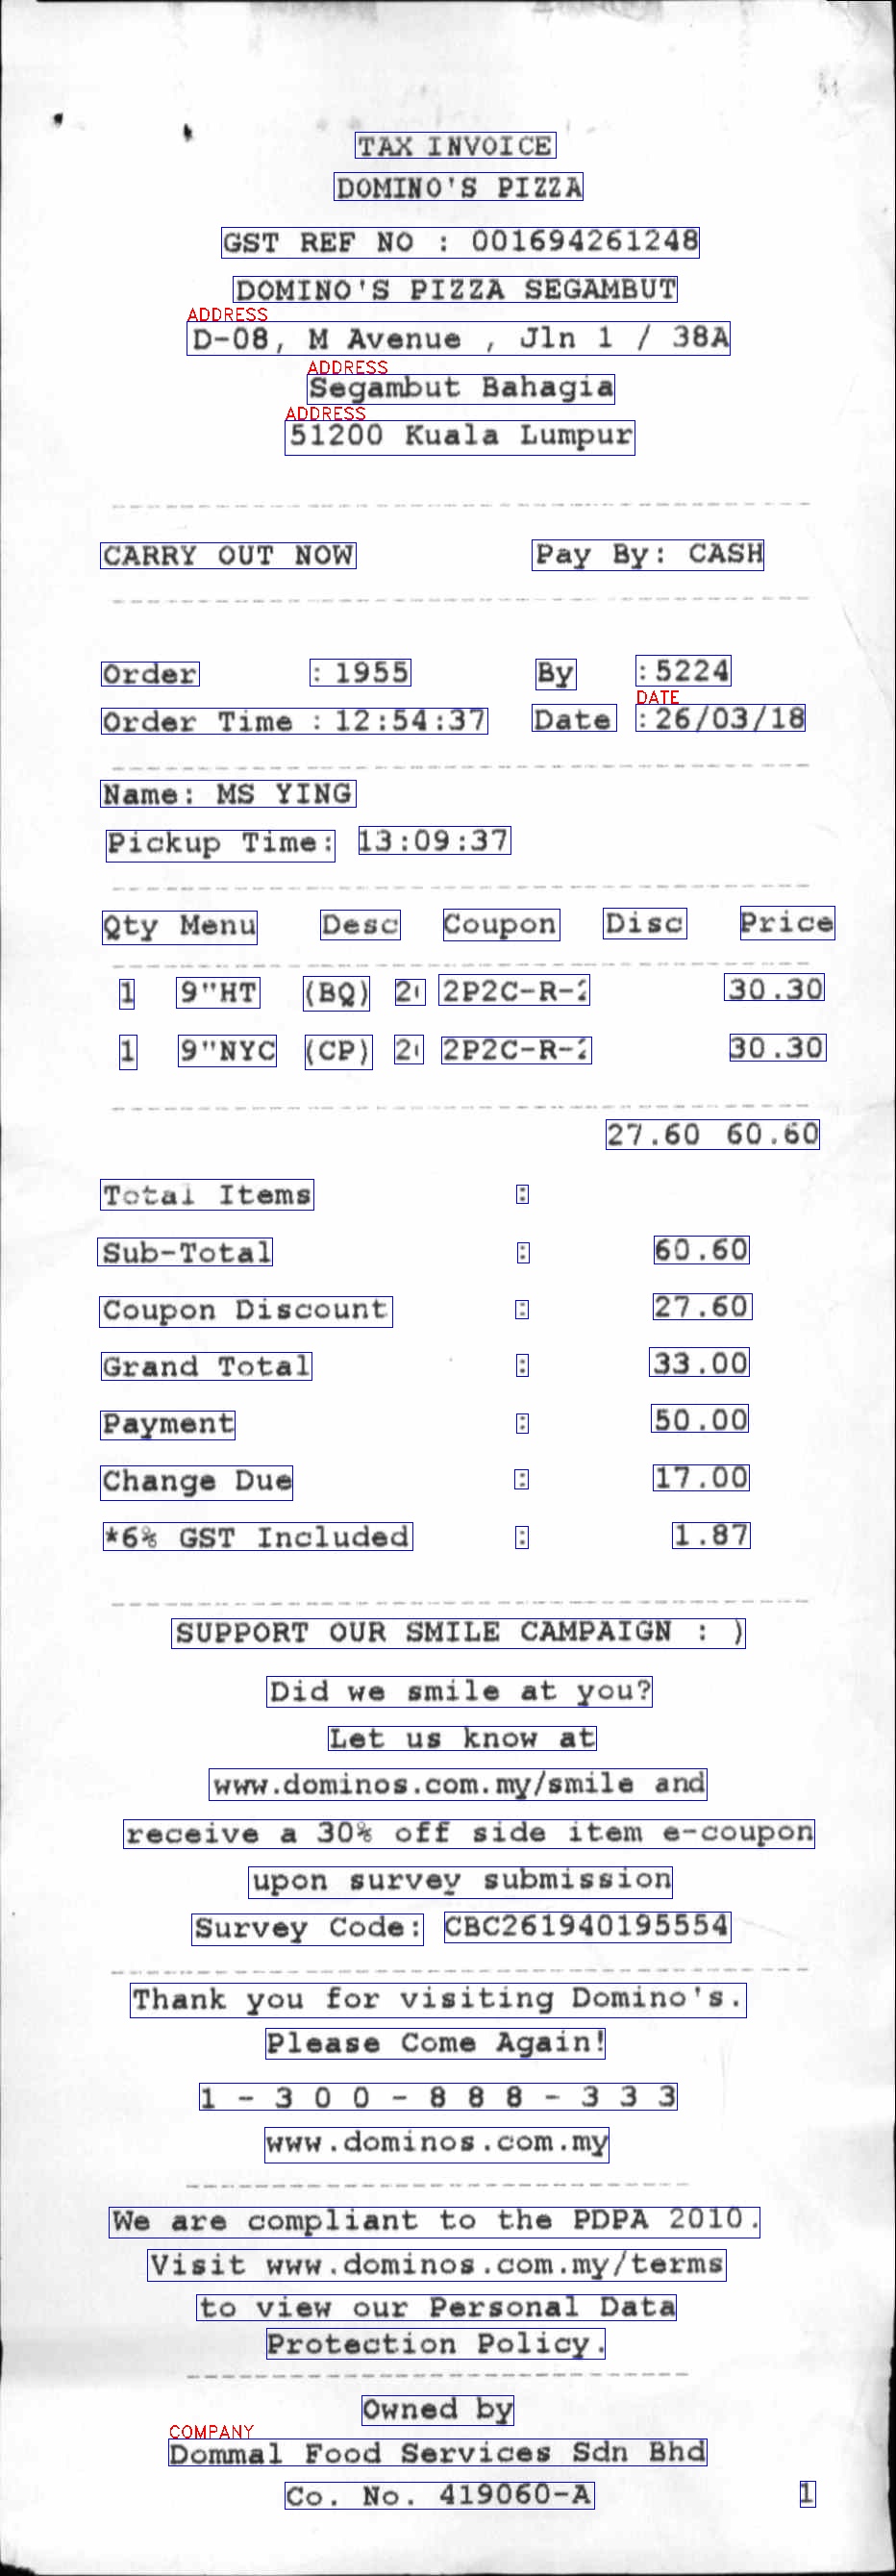 TAX INVOICE
DOMINO'S PIZZA
GST REF NO : 001694261248
DOMINO'S PIZZA SEGAMBUT
ADDRESS
D-08, M Avenue , Jln 1 / 38A
ADDRESS
Segambut Bahagia
ADDRESS
51200 Kuala Lumpur
CARRY OUT NOW Pay By: CASH
Order : 1955 By :5224
DATE
Order Time : 12:54:37 Date :26/03/18
Name: MS YING
Pickup Time: 13:09:37
Qty Menu Desc Coupon Disc Price
1 9"HT (BQ) 2P2C-R- 30.30
1 9"NYC (CP) 2P2C-R- 30.30
27.60 60.60
Total Items :
Sub-Total : 60.60
Coupon Discount : 27.60
Grand Total : 33.00
Payment : 50.00
Change Due : 17.00
*6% GST Included : 1.87
SUPPORT OUR SMILE CAMPAIGN : )
Did we smile at you?
Let us know at
www.dominos.com.my/smile and
receive a 30% off side item e-coupon
upon survey submission
Survey Code: CBC261940195554
Thank you for visiting Domino's.
Please Come Again!
1 - 3 0 0 - 8 8 8 - 3 3 3
www.dominos.com.my
We are compliant to the PDPA 2010.
Visit www.dominos.com.my/terms
to view our Personal Data
Protection Policy.
Owned by
COMPANY
Dommal Food Services Sdn Bhd
Co. No. 419060-A 1